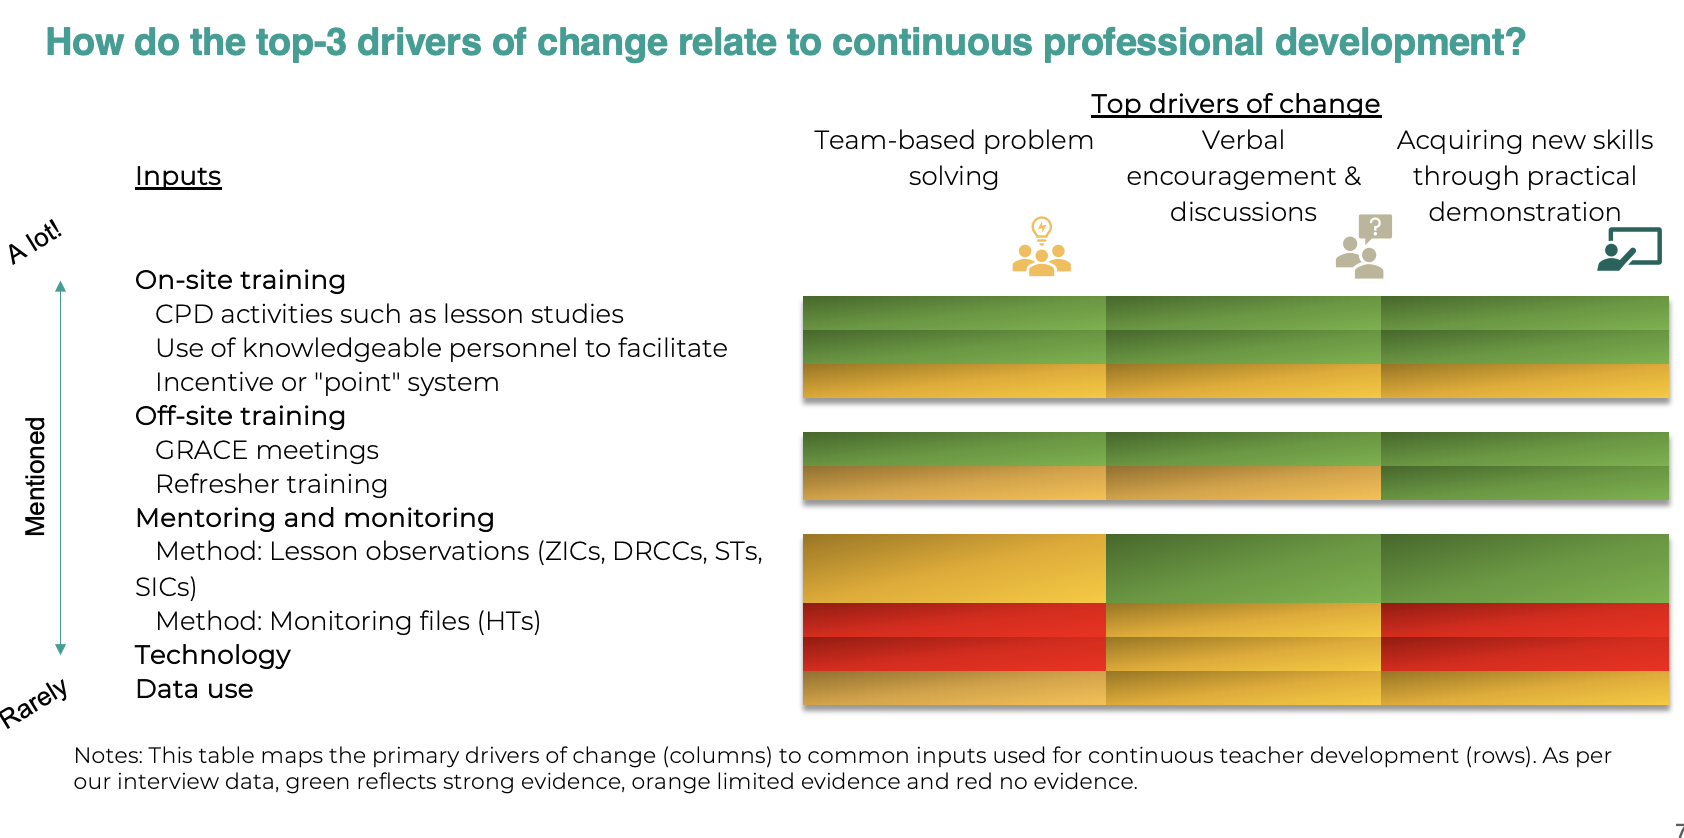 How do the top-3 drivers of change relate to continuous professional development?
Top drivers of change
Team-based problem
solving
Verbal
encouragement &
discussions
Acquiring new skills
through practical
demonstration
Inputs
A lot!
Mentioned
Rarely
On-site training
CPD activities such as lesson studies
Use of knowledgeable personnel to facilitate
Incentive or "point" system
Off-site training
GRACE meetings
Refresher training
Mentoring and monitoring
Method: Lesson observations (ZICs, DRCCs, STs,
SICs)
Method: Monitoring files (HTs)
Technology
Data use
?
Notes: This table maps the primary drivers of change (columns) to common inputs used for continuous teacher development (rows). As per
our interview data, green reflects strong evidence, orange limited evidence and red no evidence.
7